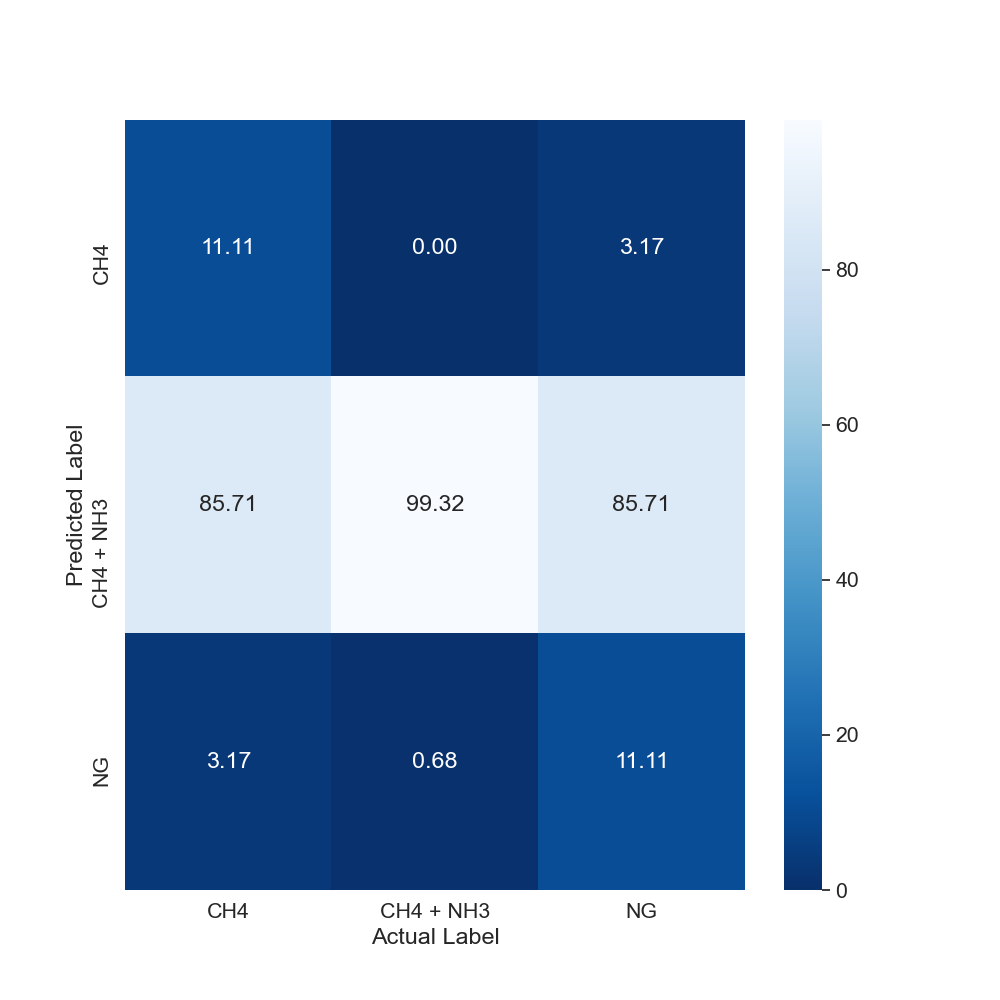 CH4
11.11 0.00 3.17
80
60
Predicted Label
CH4 + NH3
85.71 99.32 85.71
40
20
NG
3.17 0.68 11.11
0
CH4 CH4 + NH3 NG
Actual Label